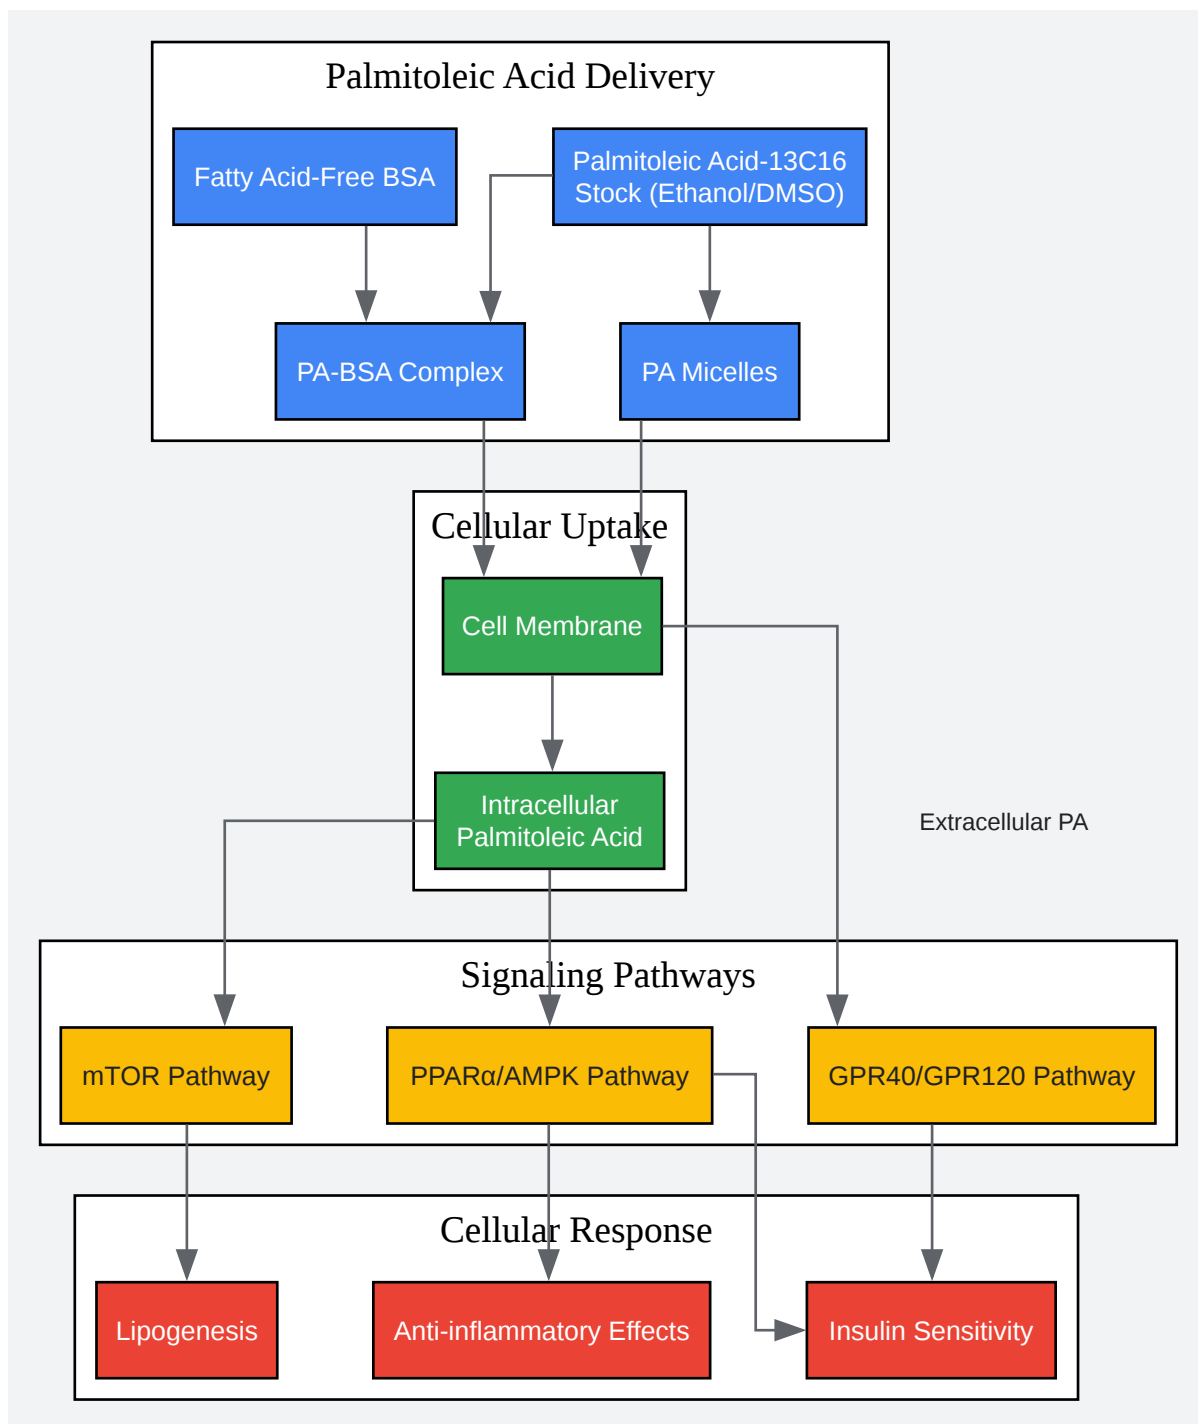 Palmitoleic Acid Delivery
Fatty Acid-Free BSA
Palmitoleic Acid-13C16
Stock (Ethanol/DMSO)
PA-BSA Complex
PA Micelles
Cellular Uptake
Cell Membrane
Intracellular
Palmitoleic Acid
Extracellular PA
Signaling Pathways
mTOR Pathway
PPARα/AMPK Pathway
GPR40/GPR120 Pathway
Cellular Response
Lipogenesis
Anti-inflammatory Effects
Insulin Sensitivity